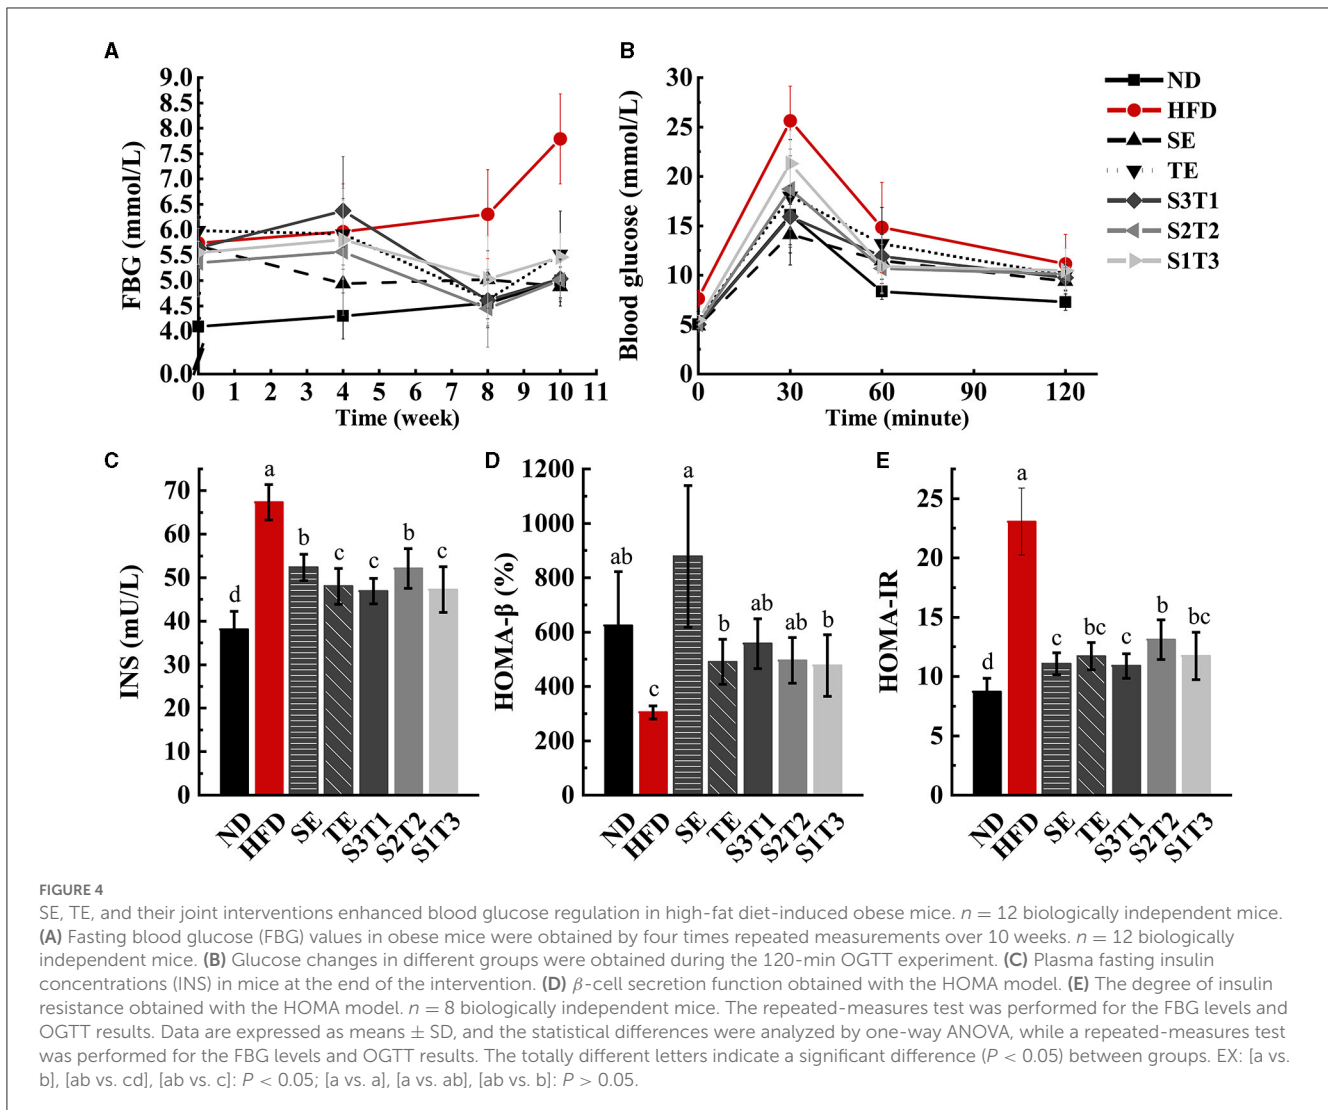 A
9.0
8.5
8.0
7.5
7.0
6.5
6.0
5.5
5.0
4.5
4.0
0.0
FBG (mmol/L)
0 1 2 3 4 5 6 7 8 9 10 11
Time (week)
B
30
25
20
15
10
5
0
Blood glucose (mmol/L)
0 30 60 90 120
Time (minute)
ND
HFD
SE
TE
S3T1
S2T2
S1T3
C
70
60
50
40
30
20
10
0
INS (mU/L)
d a b c c b c
ND HFD SE TE S3T1 S2T2 S1T3
D
1200
1000
800
600
400
200
0
HOMA-β (%)
ab c a b ab ab b
ND HFD SE TE S3T1 S2T2 S1T3
E
25
20
15
10
5
0
HOMA-IR
d a c bc c b bc
ND HFD SE TE S3T1 S2T2 S1T3
FIGURE 4
SE, TE, and their joint interventions enhanced blood glucose regulation in high-fat diet-induced obese mice. n = 12 biologically independent mice.
(A) Fasting blood glucose (FBG) values in obese mice were obtained by four times repeated measurements over 10 weeks. n = 12 biologically
independent mice. (B) Glucose changes in different groups were obtained during the 120-min OGTT experiment. (C) Plasma fasting insulin
concentrations (INS) in mice at the end of the intervention. (D) β-cell secretion function obtained with the HOMA model. (E) The degree of insulin
resistance obtained with the HOMA model. n = 8 biologically independent mice. The repeated-measures test was performed for the FBG levels and
OGTT results. Data are expressed as means ± SD, and the statistical differences were analyzed by one-way ANOVA, while a repeated-measures test
was performed for the FBG levels and OGTT results. The totally different letters indicate a significant difference (P < 0.05) between groups. EX: [a vs.
b], [ab vs. cd], [ab vs. c]: P < 0.05; [a vs. a], [a vs. ab], [ab vs. b]: P > 0.05.